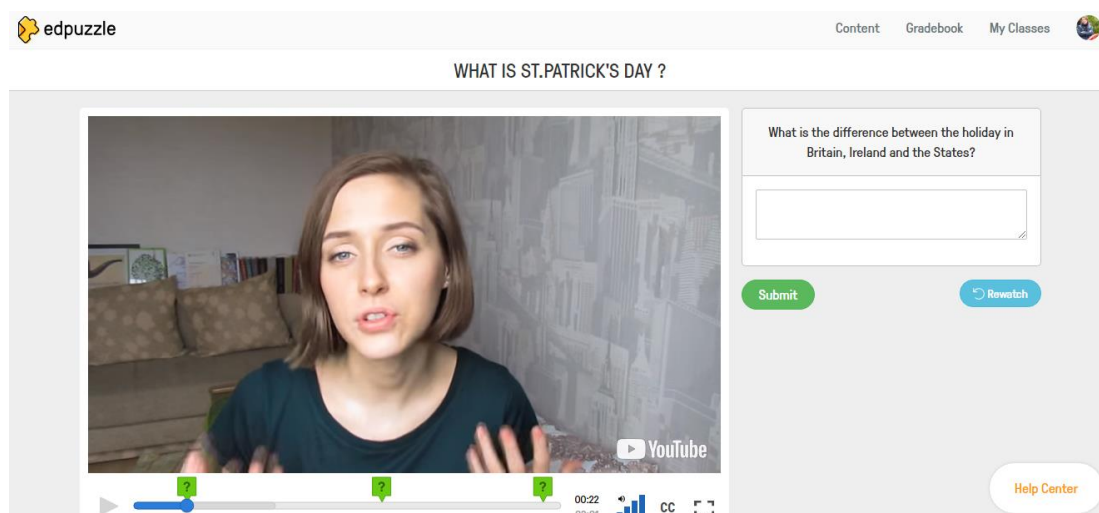 edpuzzle
Content Gradebook My Classes
WHAT IS ST.PATRICK'S DAY ?
What is the difference between the holiday in
Britain, Ireland and the States?
Submit
Rewatch
YouTube
? ? ?
00:22
CC
Help Center